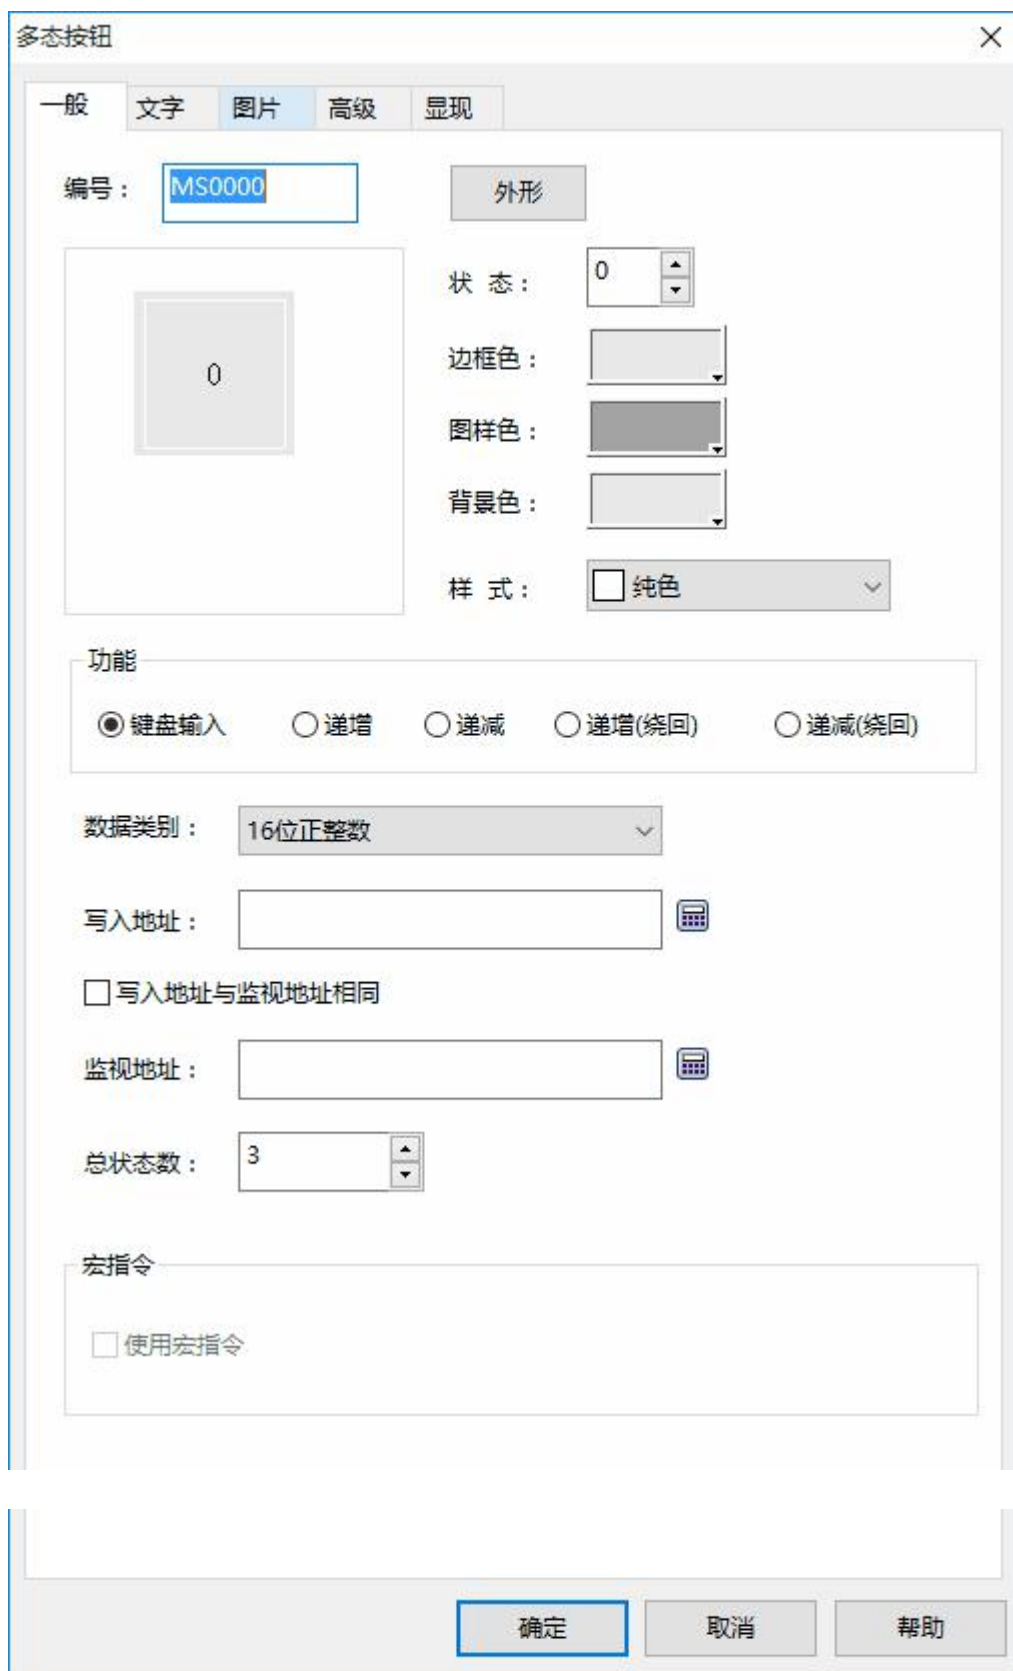 多态按钮
一般 文字 图片 高级 显现
编号： MS0000 外形
0
状 态： 0
边框色：
图样色：
背景色：
样 式： 纯色
功能
键盘输入 递增 递减 递增(绕回) 递减(绕回)
数据类别： 16位正整数
写入地址：
写入地址与监视地址相同
监视地址：
总状态数： 3
宏指令
使用宏指令
确定 取消 帮助